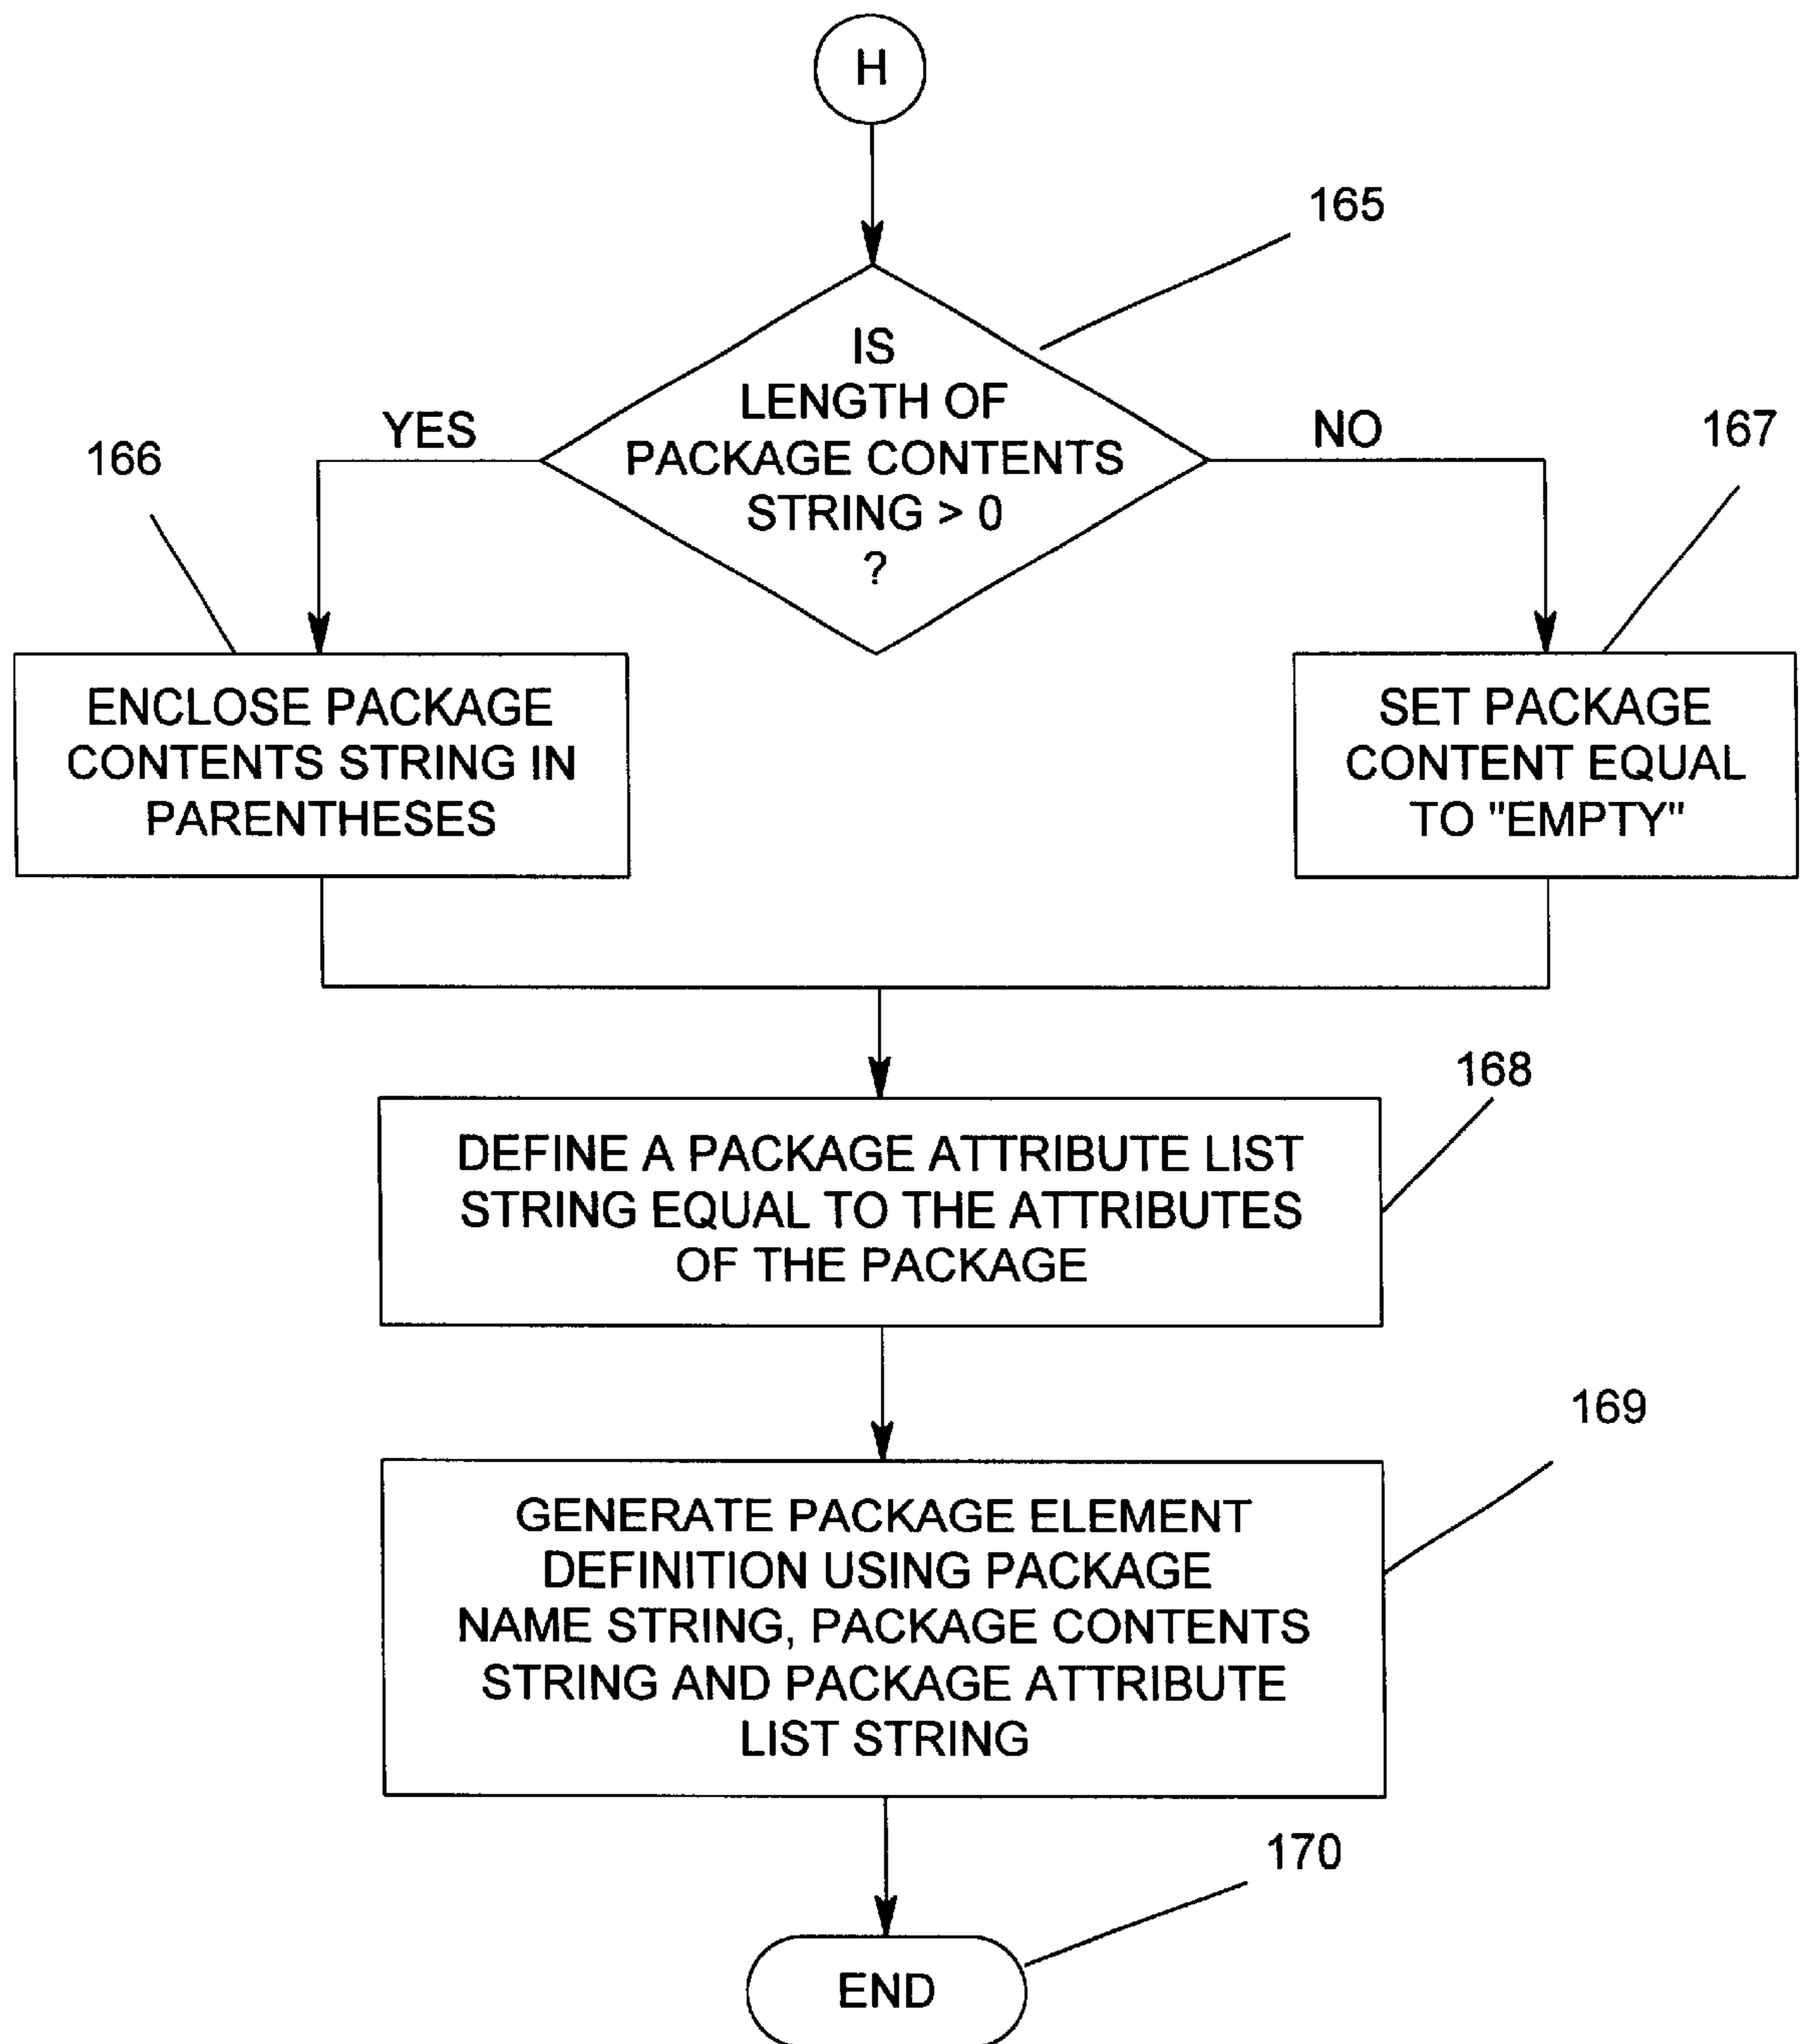 H
165
IS
LENGTH OF
PACKAGE CONTENTS
STRING > 0
?
YES
NO
166
167
ENCLOSE PACKAGE
CONTENTS STRING IN
PARENTHESES
SET PACKAGE
CONTENT EQUAL
TO "EMPTY"
168
DEFINE A PACKAGE ATTRIBUTE LIST
STRING EQUAL TO THE ATTRIBUTES
OF THE PACKAGE
169
GENERATE PACKAGE ELEMENT
DEFINITION USING PACKAGE
NAME STRING, PACKAGE CONTENTS
STRING AND PACKAGE ATTRIBUTE
LIST STRING
170
END